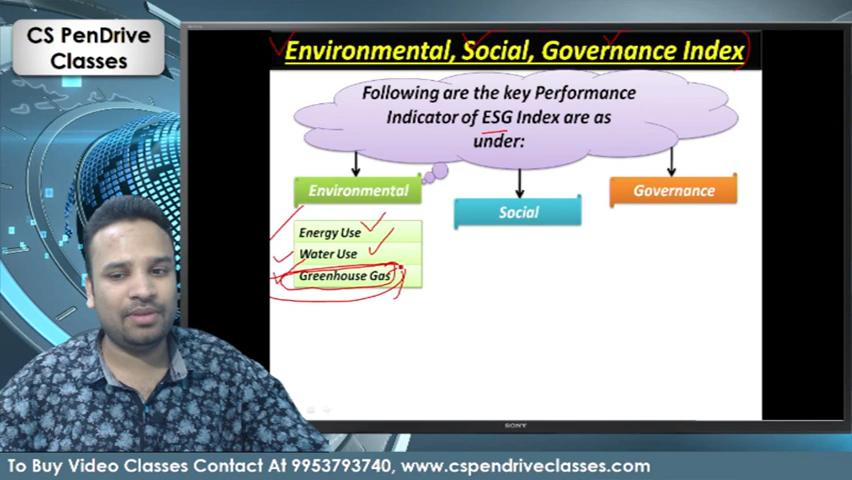 CS PenDrive
Classes
Environmental, Social, Governance Index
Following are the key Performance
Indicator of ESG Index are as
under:
Environmental
Social
Governance
Energy Use
Water Use
Greenhouse Gas
SONY
To Buy Video Classes Contact At 9953793740, www.cspendriveclasses.com